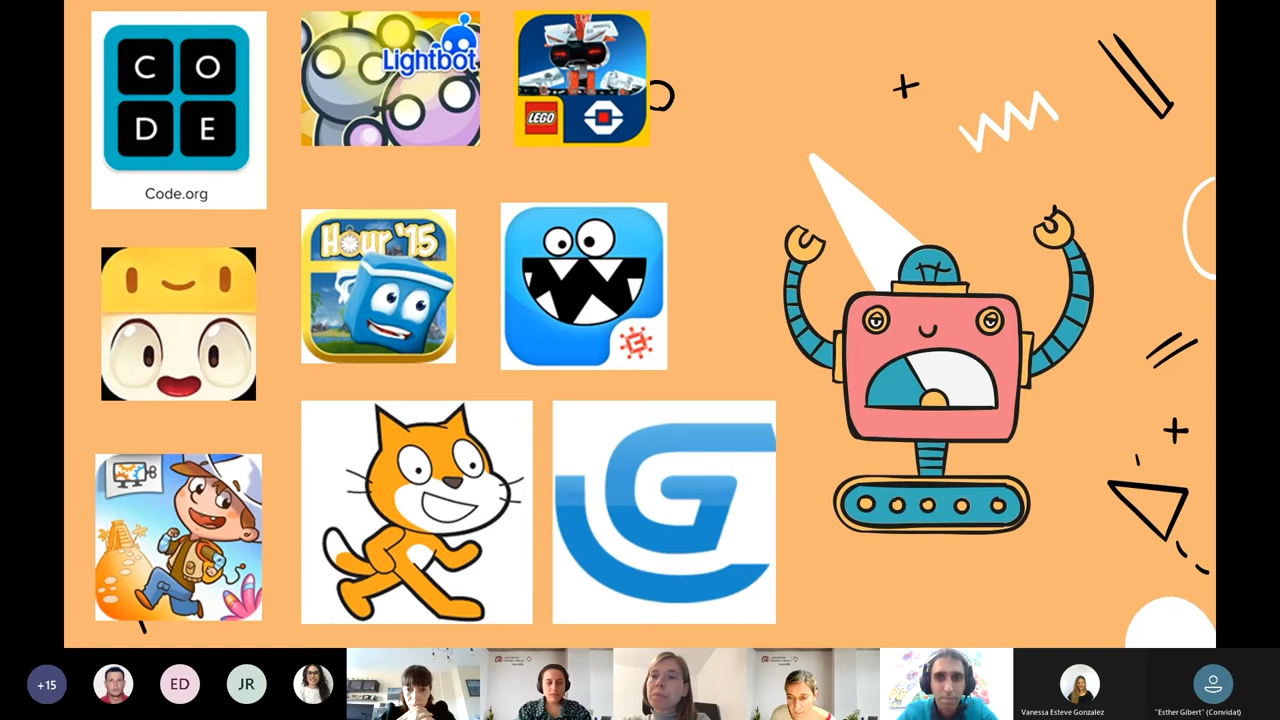 C O
D E
Code.org
Lightbot
LEGO
Hour '15
+15
ED
JR
Vanessa Esteve Gonzalez
"Esther Gibert" (Convidat)